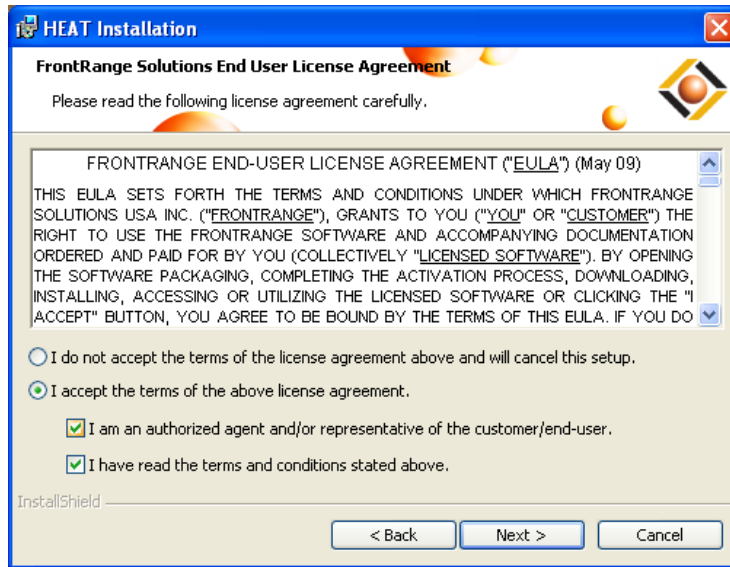 HEAT Installation
FrontRange Solutions End User License Agreement
Please read the following license agreement carefully.
FRONTRANGE END-USER LICENSE AGREEMENT ("EULA") (May 09)
THIS EULA SETS FORTH THE TERMS AND CONDITIONS UNDER WHICH FRONTRANGE
SOLUTIONS USA INC. ("FRONTRANGE"), GRANTS TO YOU ("YOU" OR "CUSTOMER") THE
RIGHT TO USE THE FRONTRANGE SOFTWARE AND ACCOMPANYING DOCUMENTATION
ORDERED AND PAID FOR BY YOU (COLLECTIVELY "LICENSED SOFTWARE"). BY OPENING
THE SOFTWARE PACKAGING, COMPLETING THE ACTIVATION PROCESS, DOWNLOADING,
INSTALLING, ACCESSING OR UTILIZING THE LICENSED SOFTWARE OR CLICKING THE "I
ACCEPT" BUTTON, YOU AGREE TO BE BOUND BY THE TERMS OF THIS EULA. IF YOU DO
I do not accept the terms of the license agreement above and will cancel this setup.
I accept the terms of the above license agreement.
I am an authorized agent and/or representative of the customer/end-user.
I have read the terms and conditions stated above.
InstallShield
< Back Next > Cancel